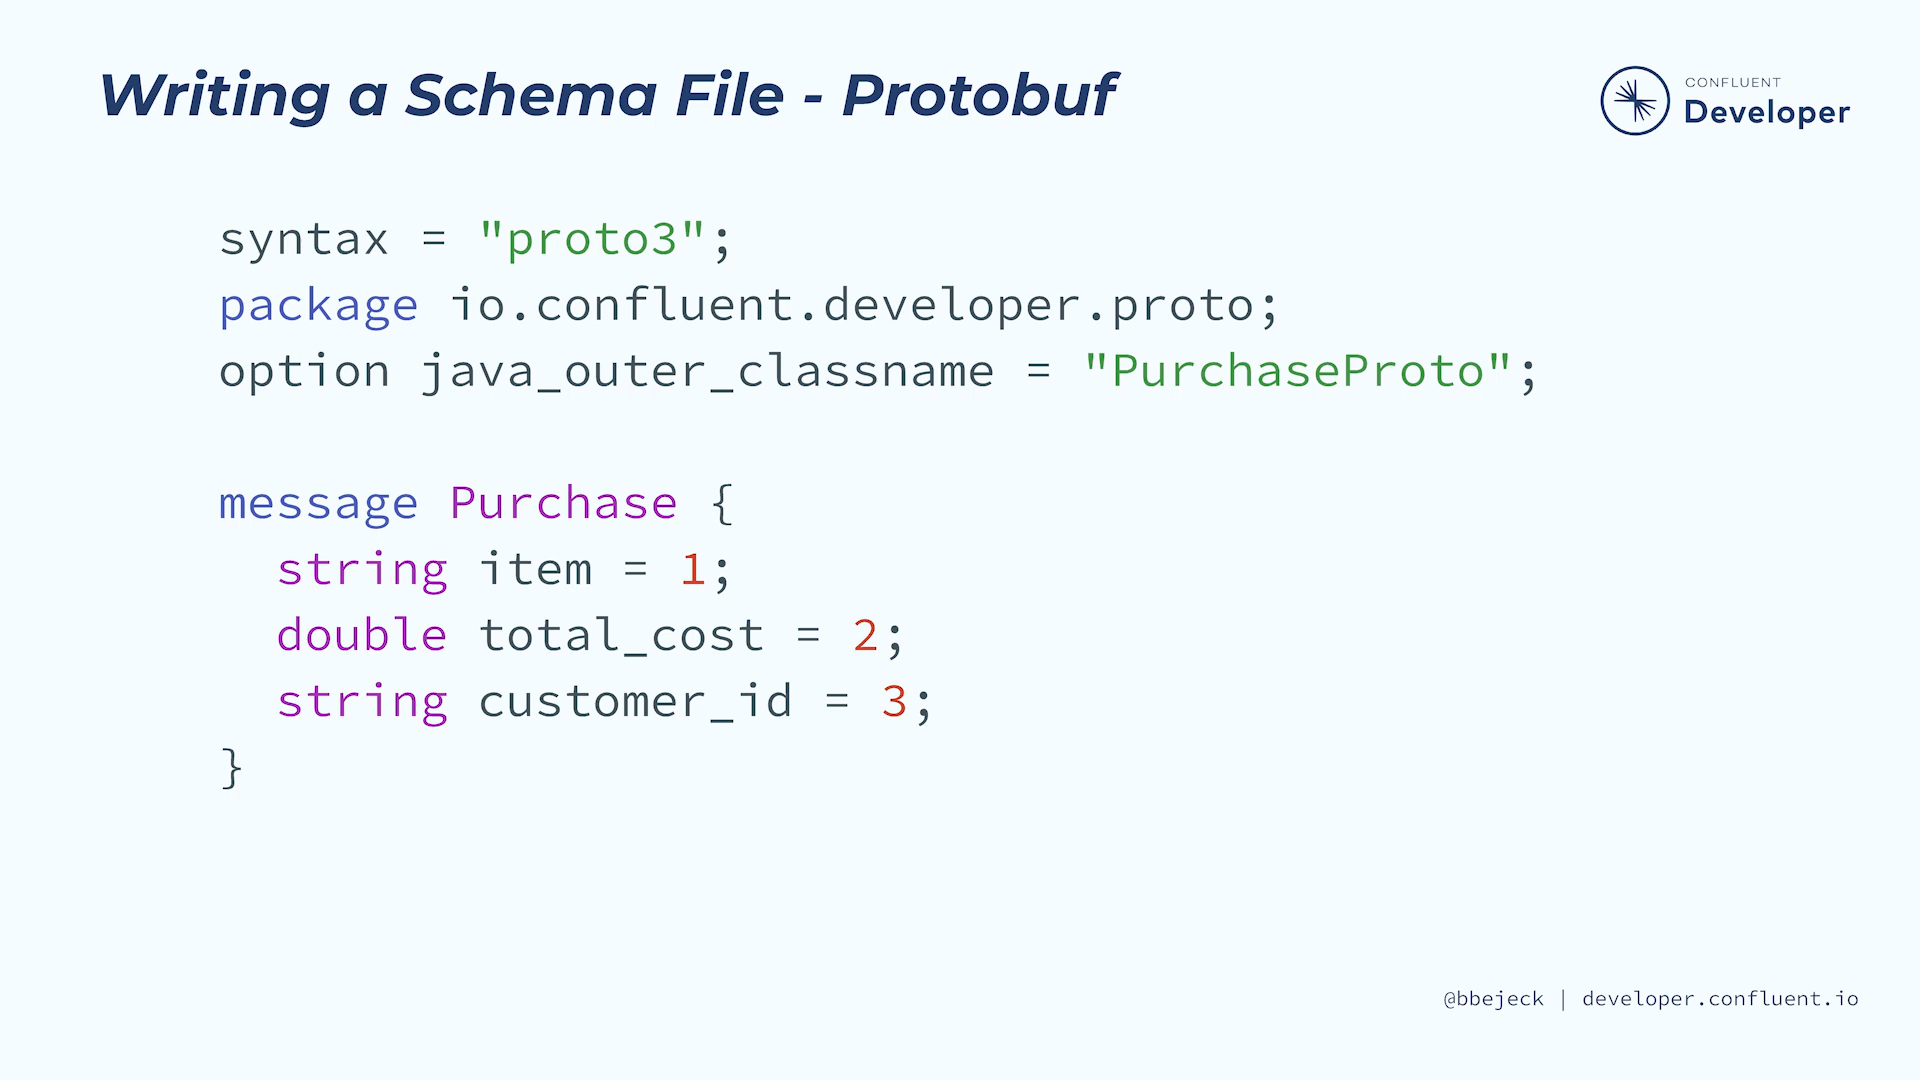 Writing a Schema File - Protobuf
CONFLUENT
Developer
syntax = "proto3";
package io.confluent.developer.proto;
option java_outer_classname = "PurchaseProto";
message Purchase {
  string item = 1;
  double total_cost = 2;
  string customer_id = 3;
}
@bbejeck | developer.confluent.io